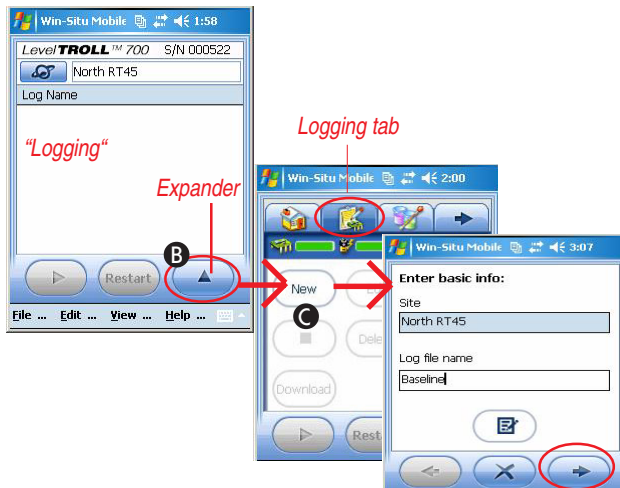 Win-Situ Mobile 1:58
LevelTROLL™ 700 S/N 000522
North RT45
Log Name
“Logging“
Expander
B
Restart
File ... Edit ... View ... Help ...
Logging tab
Win-Situ Mobile 2:00
New
C
Download
Win-Situ Mobile 3:07
Enter basic info:
Site
North RT45
Log file name
Baseline